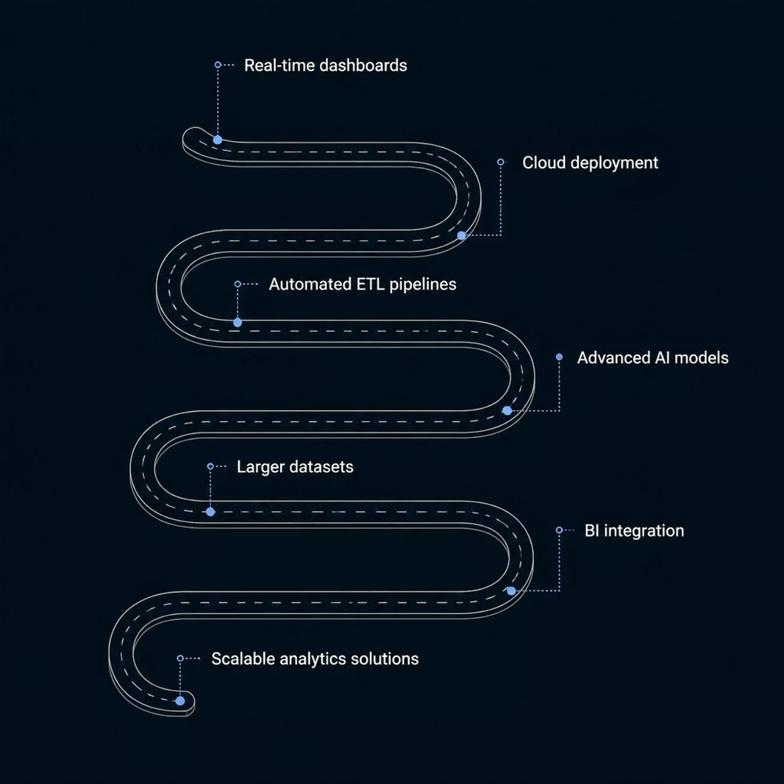 Real-time dashboards
Cloud deployment
Automated ETL pipelines
Advanced AI models
Larger datasets
BI integration
Scalable analytics solutions